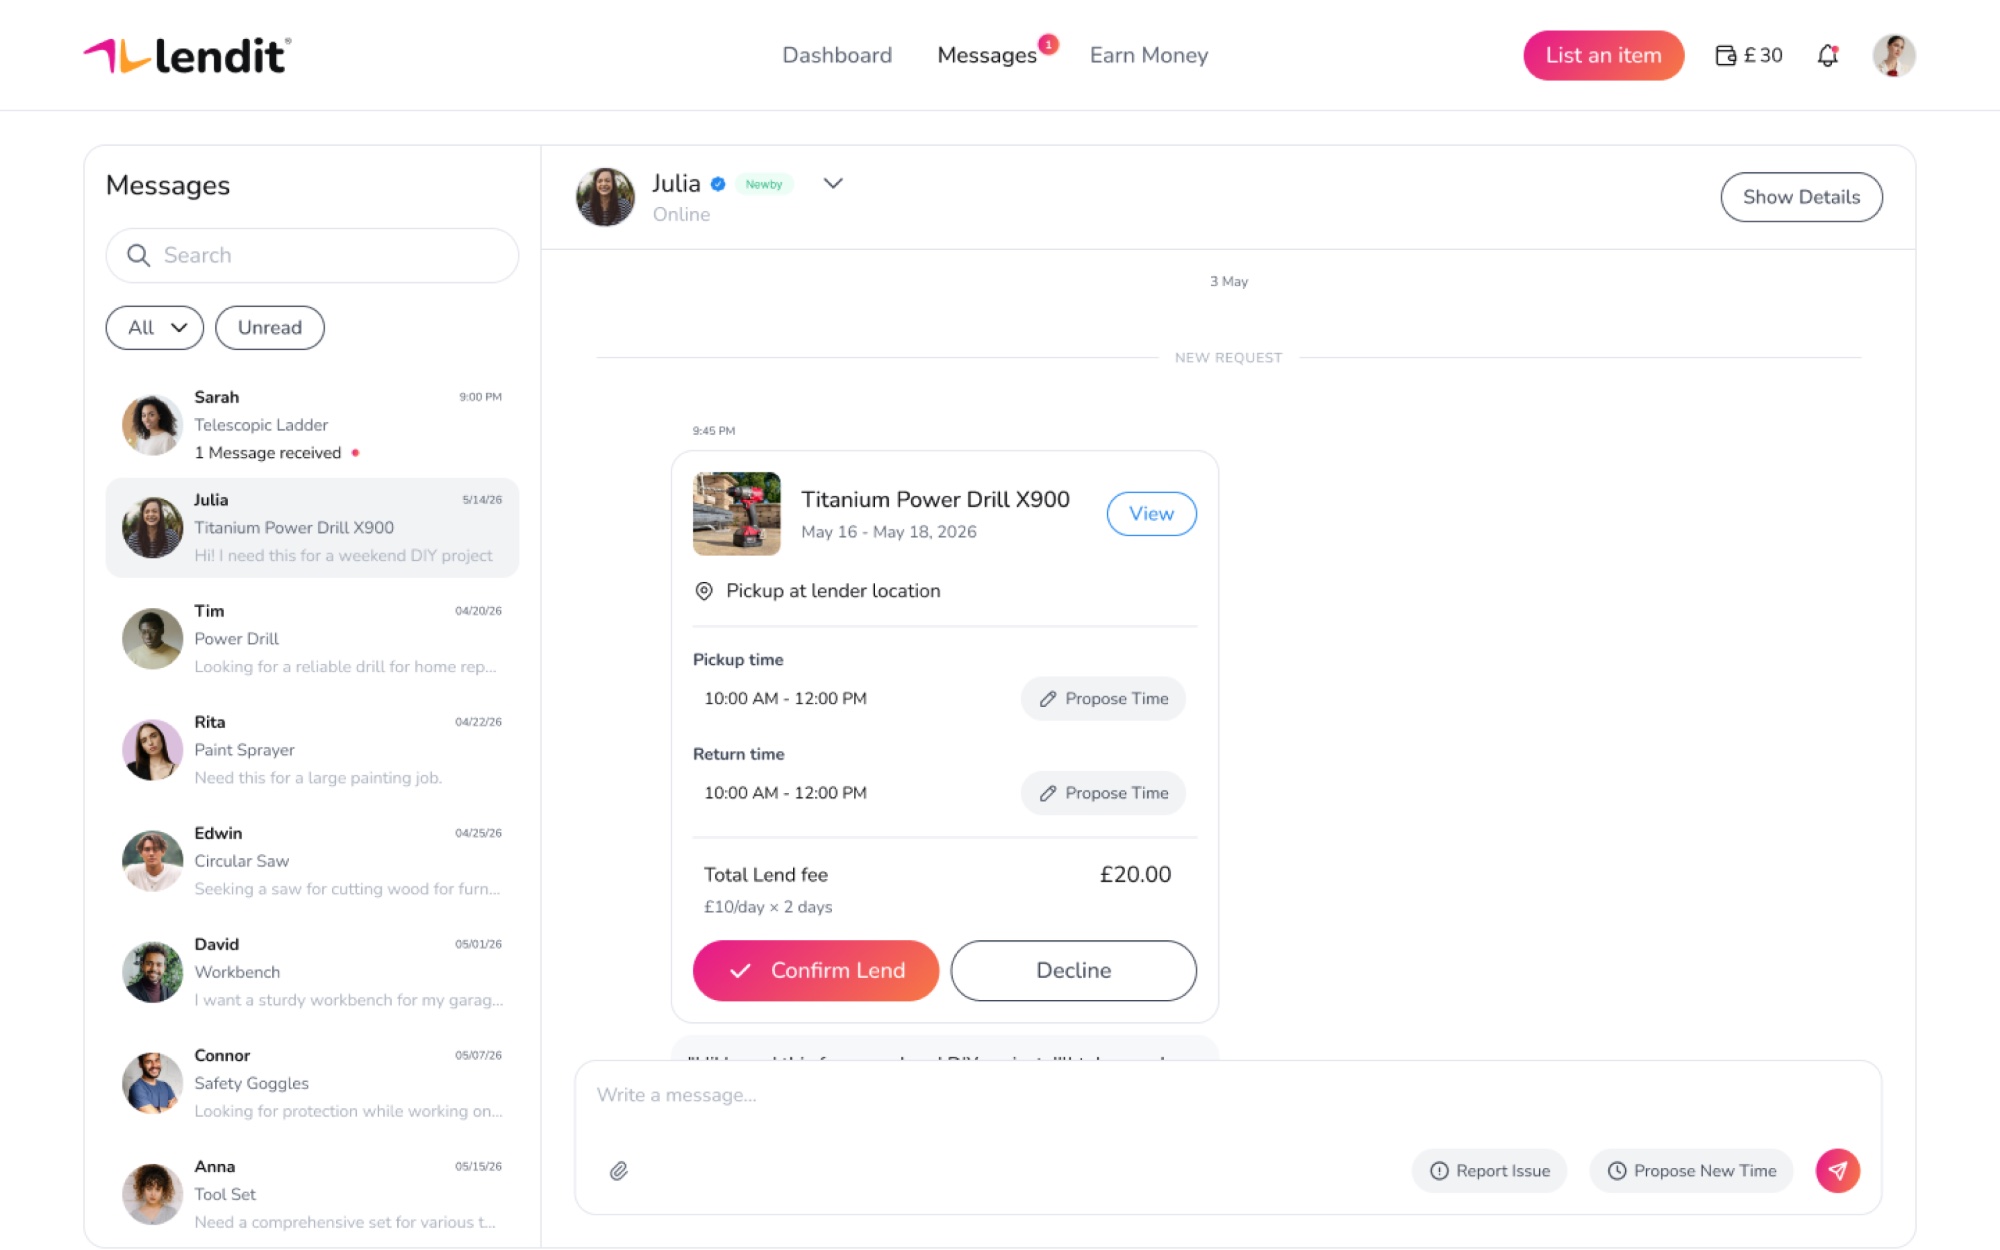 lendit®
Dashboard
Messages
1
Earn Money
List an item
£30
Messages
Search
All
Unread
Sarah
9:00 PM
Telescopic Ladder
1 Message received
Julia
5/14/26
Titanium Power Drill X900
Hi! I need this for a weekend DIY project
Tim
04/20/26
Power Drill
Looking for a reliable drill for home rep...
Rita
04/22/26
Paint Sprayer
Need this for a large painting job.
Edwin
04/25/26
Circular Saw
Seeking a saw for cutting wood for furn...
David
05/01/26
Workbench
I want a sturdy workbench for my garag...
Connor
05/07/26
Safety Goggles
Looking for protection while working on...
Anna
05/15/26
Tool Set
Need a comprehensive set for various t...
Julia
Newby
Online
Show Details
3 May
NEW REQUEST
9:45 PM
Titanium Power Drill X900
May 16 - May 18, 2026
View
Pickup at lender location
Pickup time
10:00 AM - 12:00 PM
Propose Time
Return time
10:00 AM - 12:00 PM
Propose Time
Total Lend fee
£20.00
£10/day × 2 days
Confirm Lend
Decline
Write a message...
Report Issue
Propose New Time